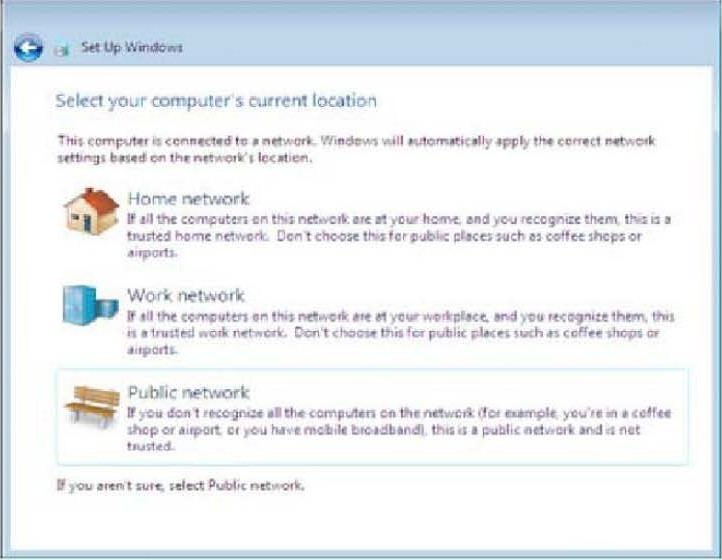 Set Up Windows
Select your computer's current location
This computer is connected to a network. Windows will automatically apply the correct network
settings based on the network's location.
Home network
If all the computers on this network are at your home, and you recognize them, this is a
trusted home network. Don't choose this for public places such as coffee shops or
airports.
Work network
If all the computers on this network are at your workplace, and you recognize them, this
is a trusted work network. Don't choose this for public places such as coffee shops or
airports.
Public network
If you don't recognize all the computers on the network (for example, you're in a coffee
shop or airport, or you have mobile broadband), this is a public network and is not
trusted.
If you aren't sure, select Public network.